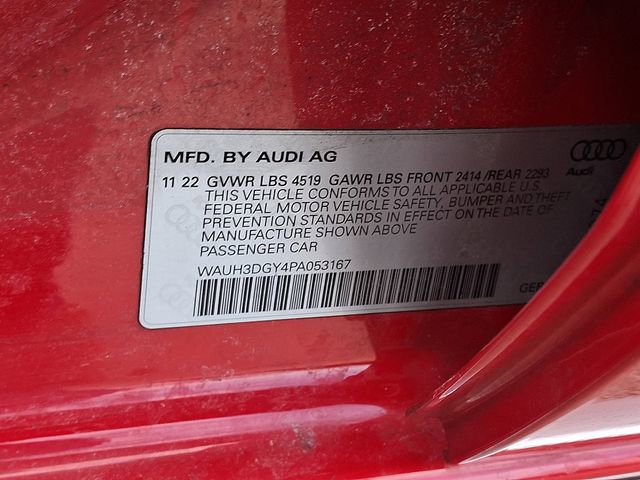 MFD. BY AUDI AG
Audi
11 22 GVWR LBS 4519 GAWR LBS FRONT 2414 /REAR 2293
THIS VEHICLE CONFORMS TO ALL APPLICABLE U.S.
FEDERAL MOTOR VEHICLE SAFETY, BUMPER AND THEFT
PREVENTION STANDARDS IN EFFECT ON THE DATE OF
MANUFACTURE SHOWN ABOVE
PASSENGER CAR
WAUH3DGY4PA053167